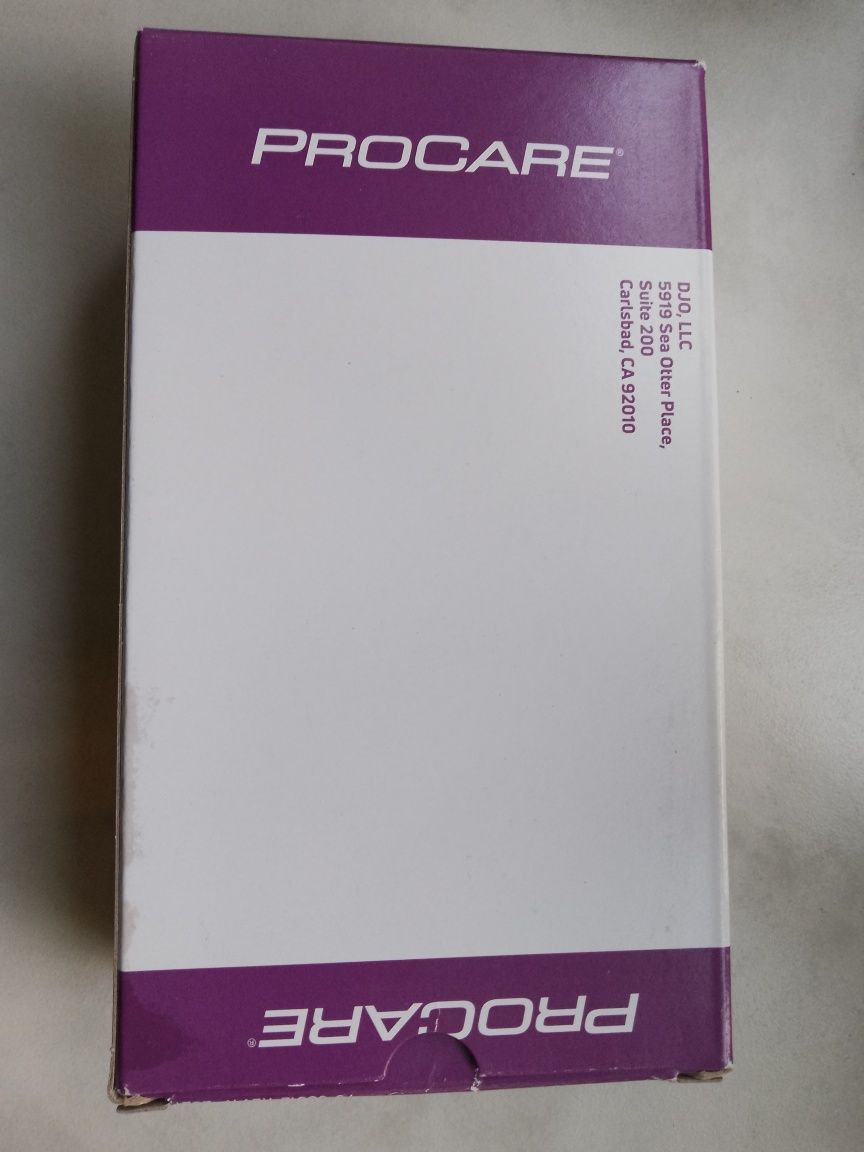 PROCARE®
DJO, LLC
5919 Sea Otter Place,
Suite 200
Carlsbad, CA 92010
PROCARE®